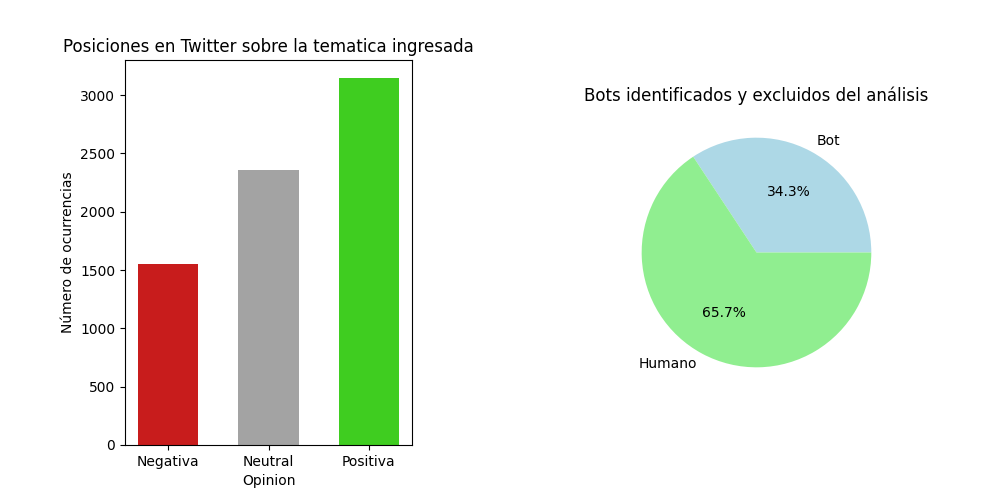 Posiciones en Twitter sobre la tematica ingresada
Número de ocurrencias
3000
2500
2000
1500
1000
500
0
Negativa
Neutral
Positiva
Opinion
Bots identificados y excluidos del análisis
Bot
34.3%
65.7%
Humano